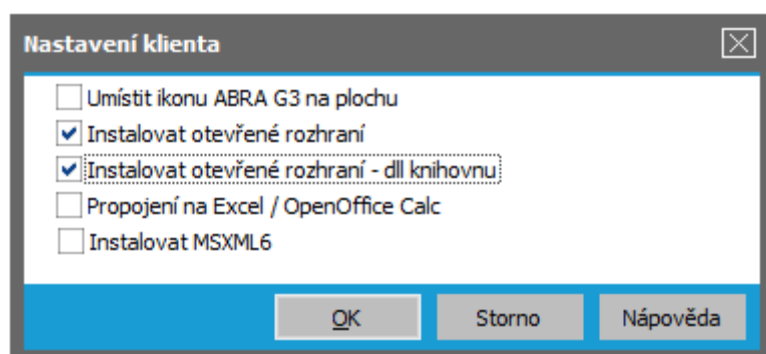 Nastavení klienta
Umístit ikonu ABRA G3 na plochu
Instalovat otevřené rozhraní
Instalovat otevřené rozhraní - dll knihovnu
Propojení na Excel / OpenOffice Calc
Instalovat MSXML6
OK Storno Nápověda